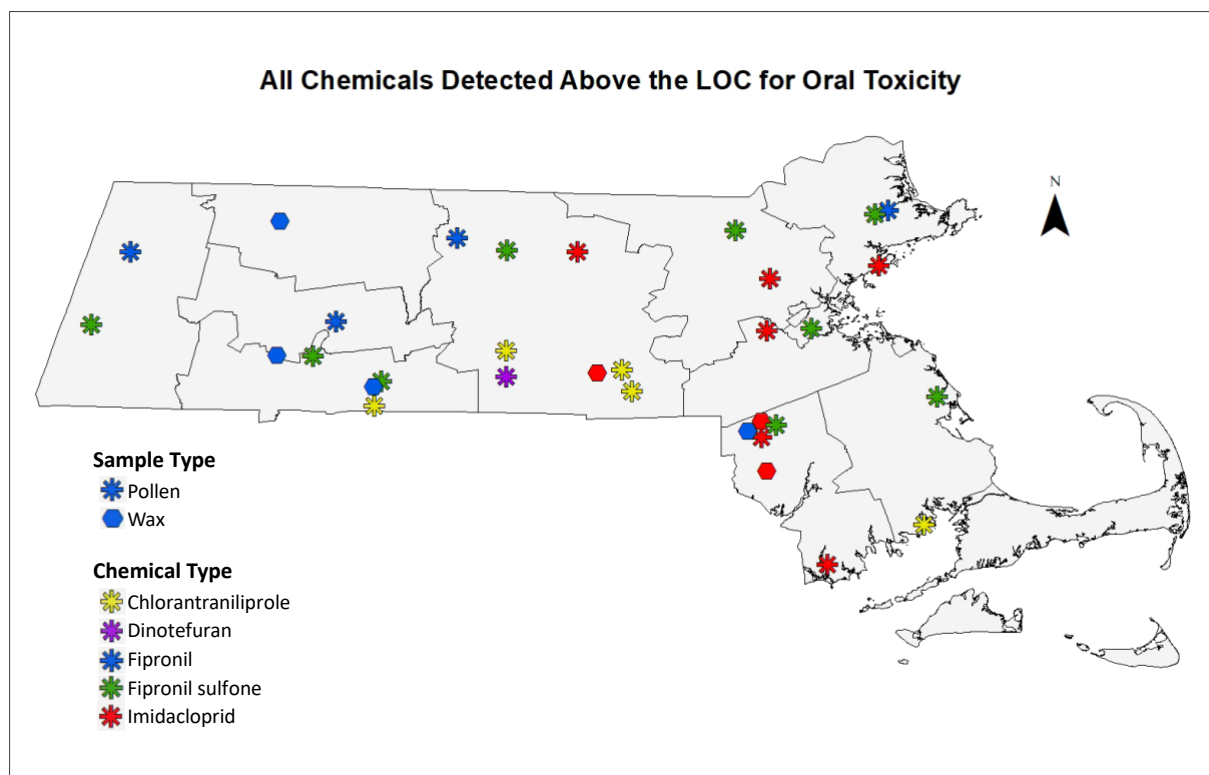 All Chemicals Detected Above the LOC for Oral Toxicity
N
Sample Type
Pollen
Wax
Chemical Type
Chlorantraniliprole
Dinotefuran
Fipronil
Fipronil sulfone
Imidacloprid